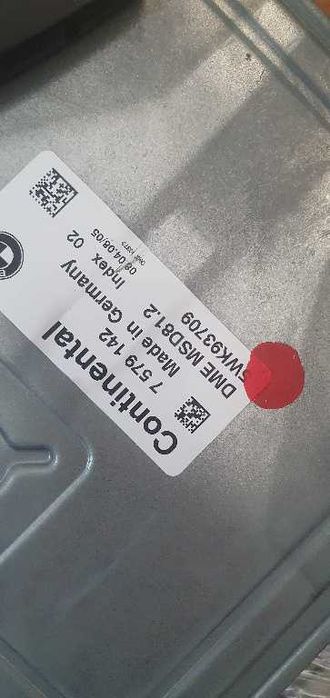 Continental
7 579 142
Made in Germany
Index 02
08.04.08/05
DME MSD81.2
5WK93709